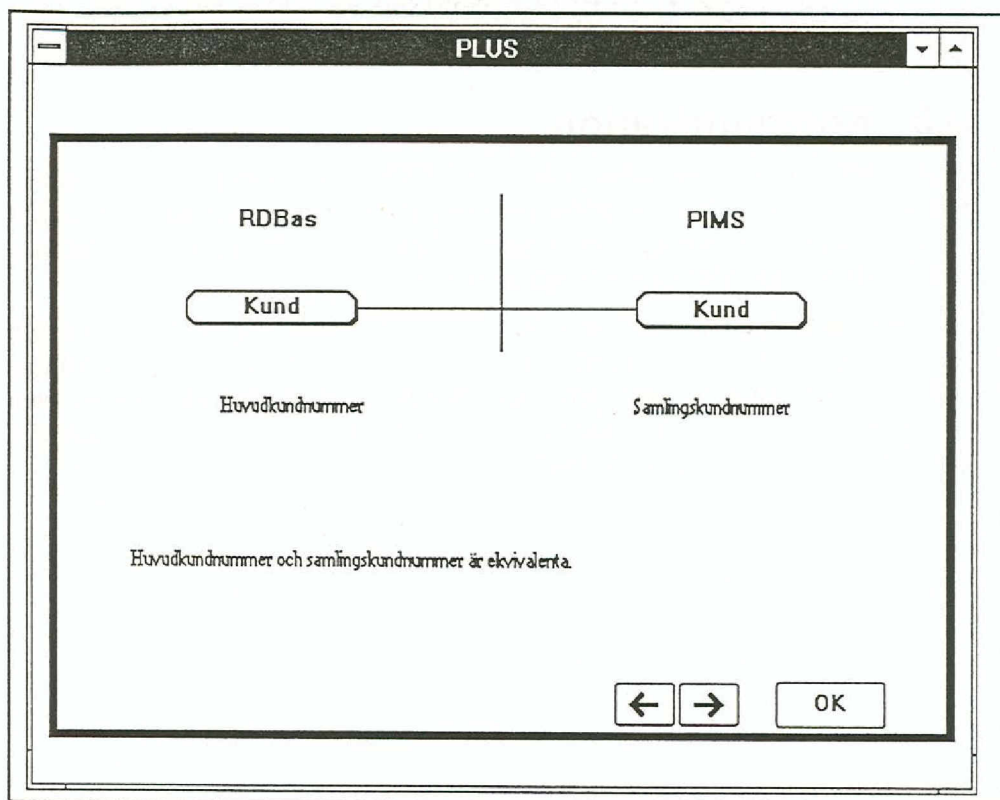 PLUS
RDBas PIMS
Kund Kund
Huvudkundnummer Samlingskundnummer
Huvudkundnummer och samlingskundnummer är ekvivalenta.
OK